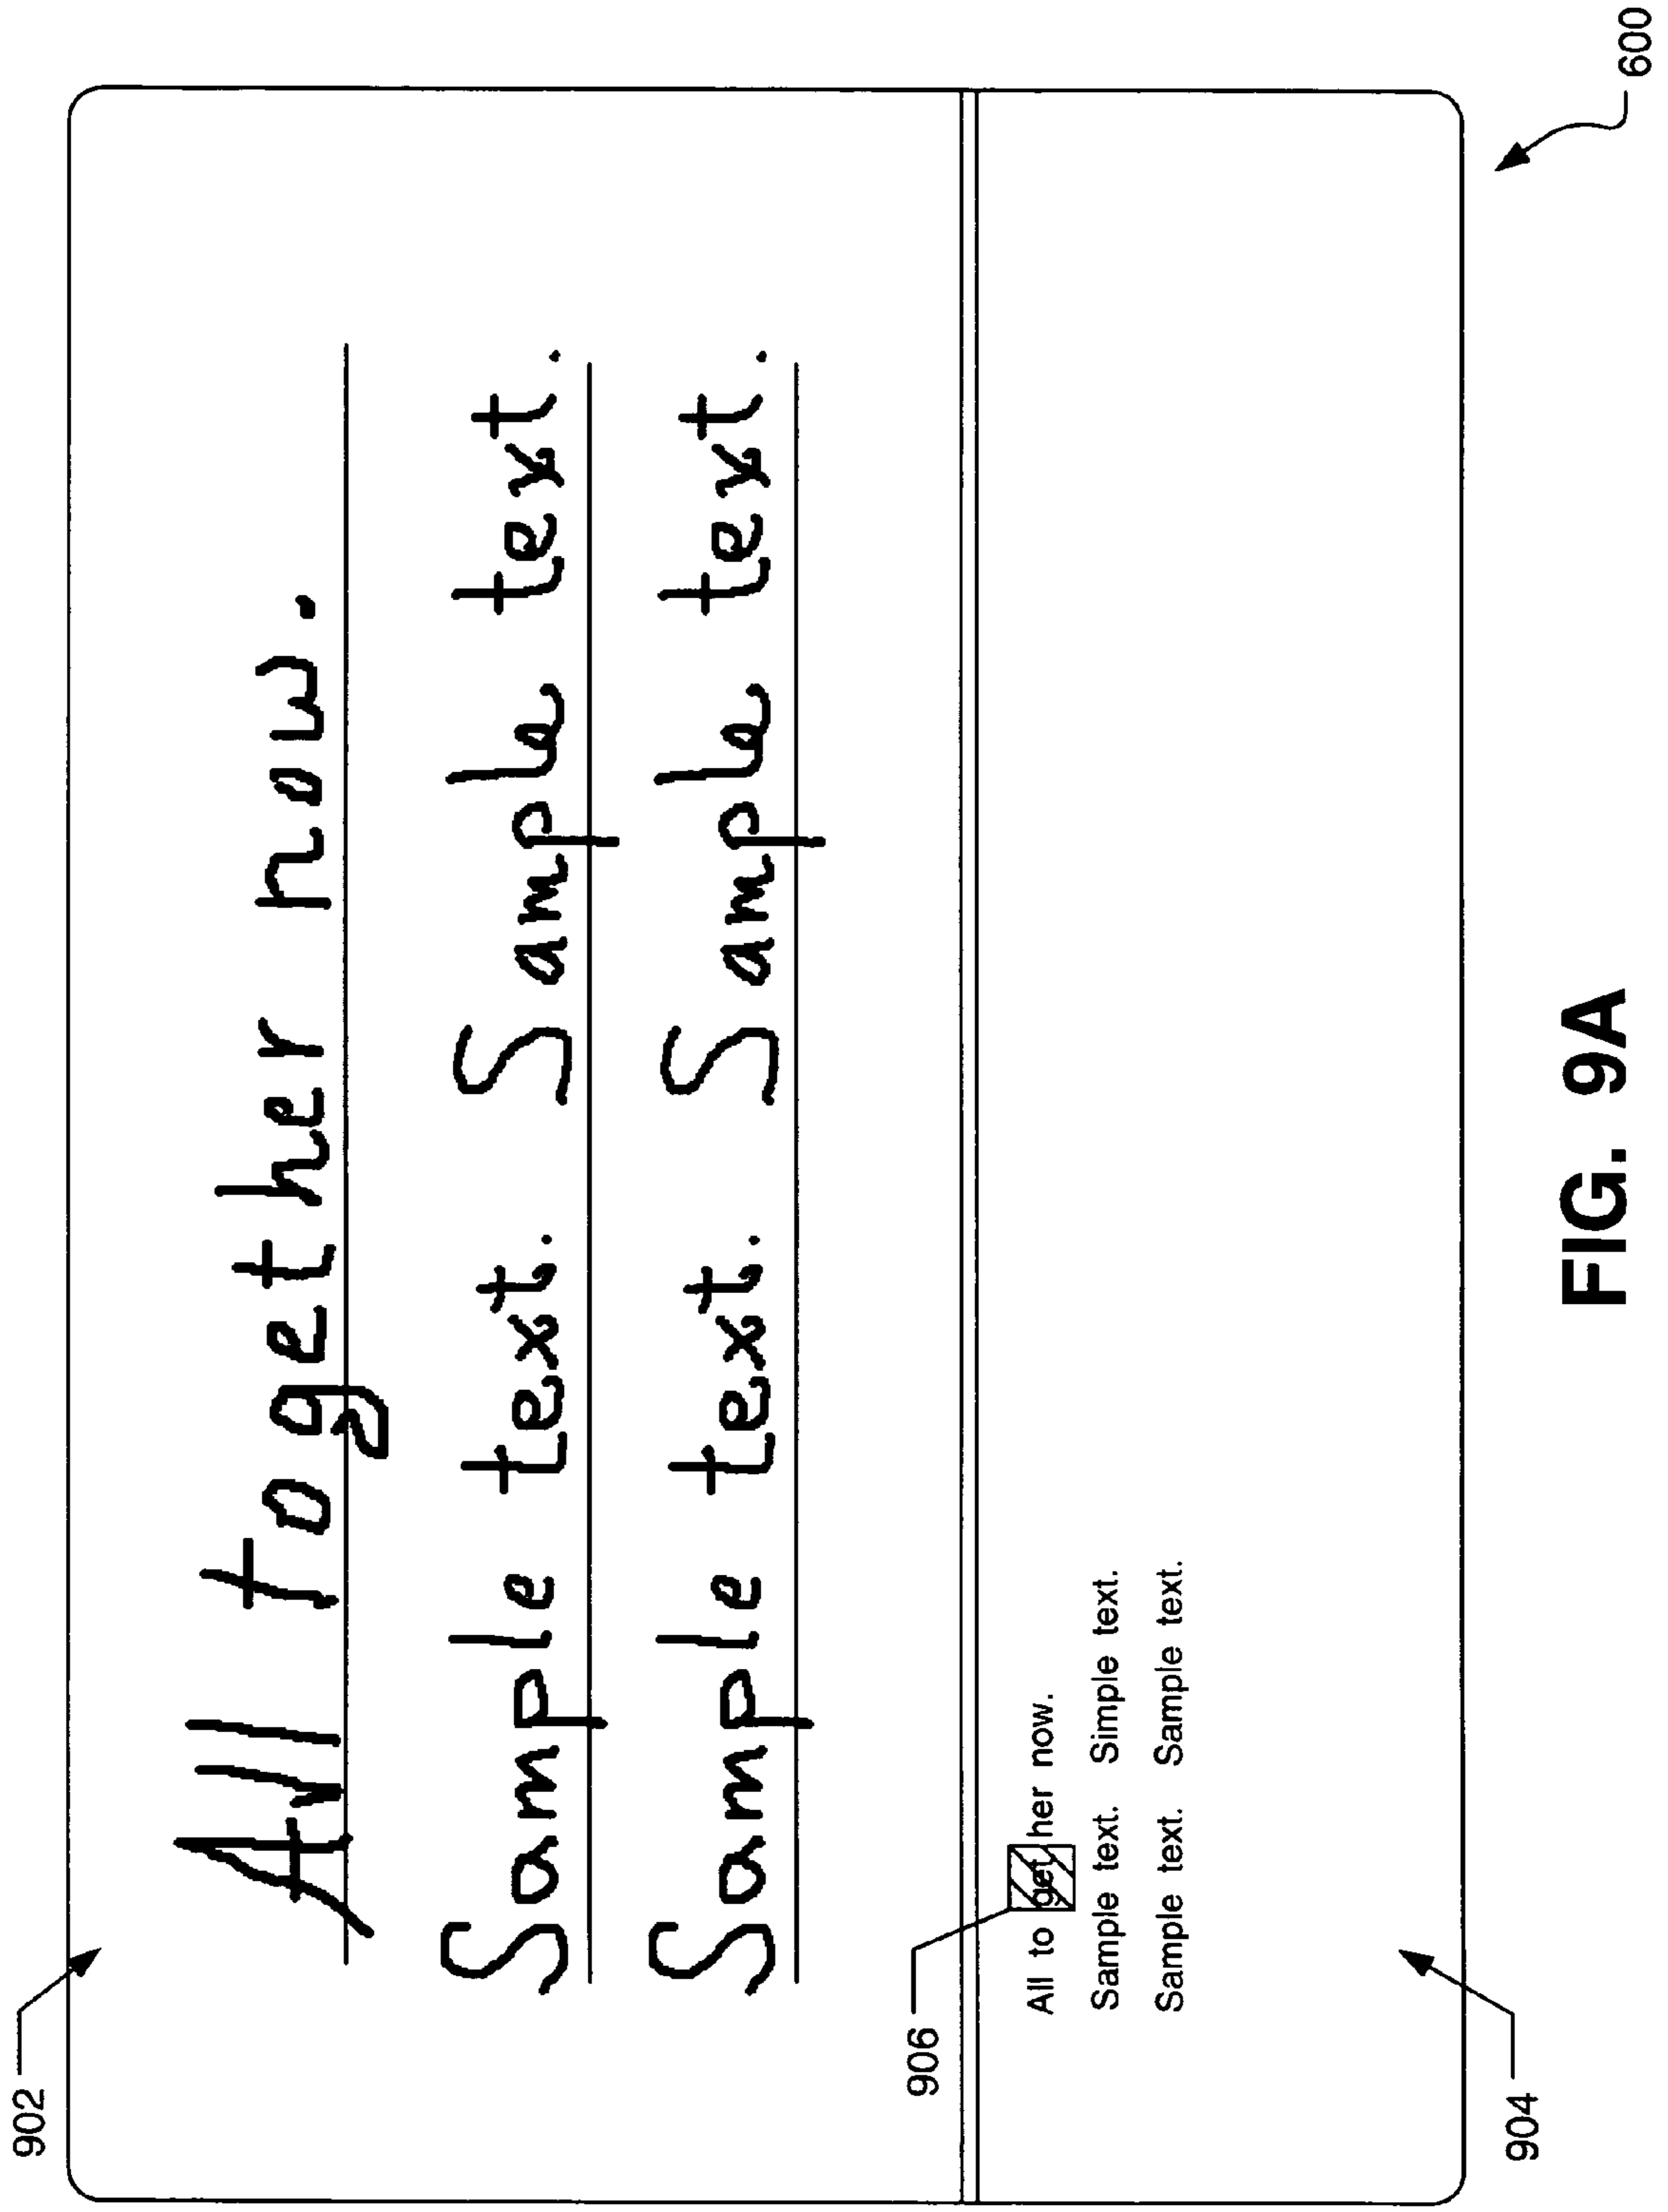 902
All together now.
Sample text. Sample text.
Sample text. Sample text.
906
All to get her now.
Sample text. Simple text.
Sample text. Sample text.
904
600
FIG. 9A